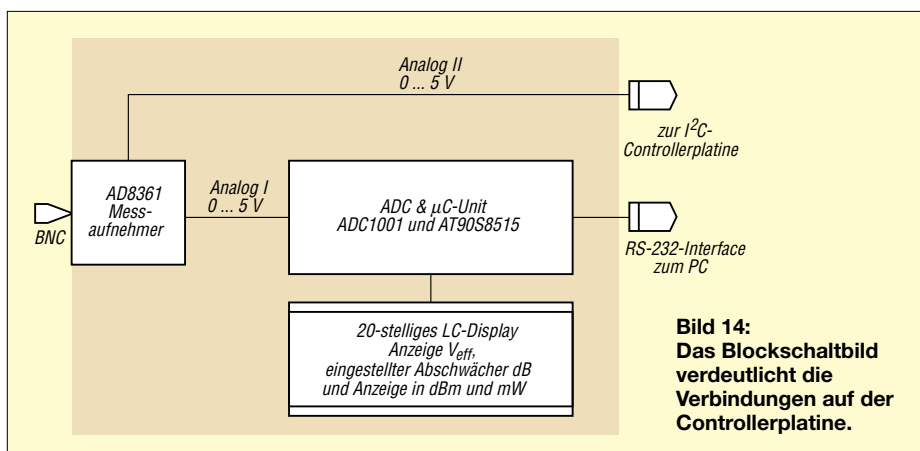 Analog II
0 ... 5 V
zur I²C-
Controllerplatine
AD8361
Mess-
aufnehmer
BNC
Analog I
0 ... 5 V
ADC & µC-Unit
ADC1001 und AT90S8515
RS-232-Interface
zum PC
20-stelliges LC-Display
Anzeige Veff,
eingestellter Abschwächer dB
und Anzeige in dBm und mW
Bild 14:
Das Blockschaltbild
verdeutlicht die
Verbindungen auf der
Controllerplatine.